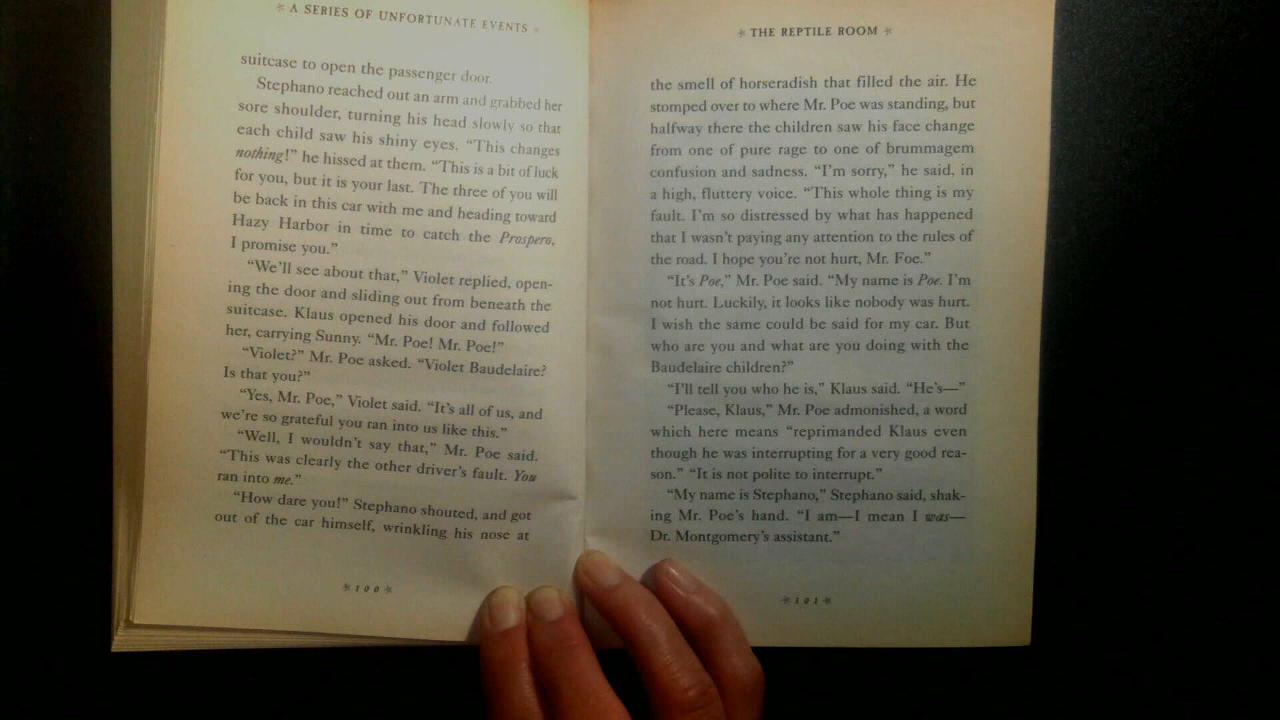 * A SERIES OF UNFORTUNATE EVENTS *
suitcase to open the passenger door.
Stephano reached out an arm and grabbed her
sore shoulder, turning his head slowly so that
each child saw his shiny eyes. “This changes
nothing!” he hissed at them. “This is a bit of luck
for you, but it is your last. The three of you will
be back in this car with me and heading toward
Hazy Harbor in time to catch the Prospero,
I promise you.”
“We’ll see about that,” Violet replied, open-
ing the door and sliding out from beneath the
suitcase. Klaus opened his door and followed
her, carrying Sunny. “Mr. Poe! Mr. Poe!”
“Violet?” Mr. Poe asked. “Violet Baudelaire?
Is that you?”
“Yes, Mr. Poe,” Violet said. “It’s all of us, and
we’re so grateful you ran into us like this.”
“Well, I wouldn’t say that,” Mr. Poe said.
“This was clearly the other driver’s fault. You
ran into me.”
“How dare you!” Stephano shouted, and got
out of the car himself, wrinkling his nose at
* 100 *
* THE REPTILE ROOM *
the smell of horseradish that filled the air. He
stomped over to where Mr. Poe was standing, but
halfway there the children saw his face change
from one of pure rage to one of brummagem
confusion and sadness. “I’m sorry,” he said, in
a high, fluttery voice. “This whole thing is my
fault. I’m so distressed by what has happened
that I wasn’t paying any attention to the rules of
the road. I hope you’re not hurt, Mr. Foe.”
“It’s Poe,” Mr. Poe said. “My name is Poe. I’m
not hurt. Luckily, it looks like nobody was hurt.
I wish the same could be said for my car. But
who are you and what are you doing with the
Baudelaire children?”
“I’ll tell you who he is,” Klaus said. “He’s—”
“Please, Klaus,” Mr. Poe admonished, a word
which here means “reprimanded Klaus even
though he was interrupting for a very good rea-
son.” “It is not polite to interrupt.”
“My name is Stephano,” Stephano said, shak-
ing Mr. Poe’s hand. “I am—I mean I was—
Dr. Montgomery’s assistant.”
* 101 *